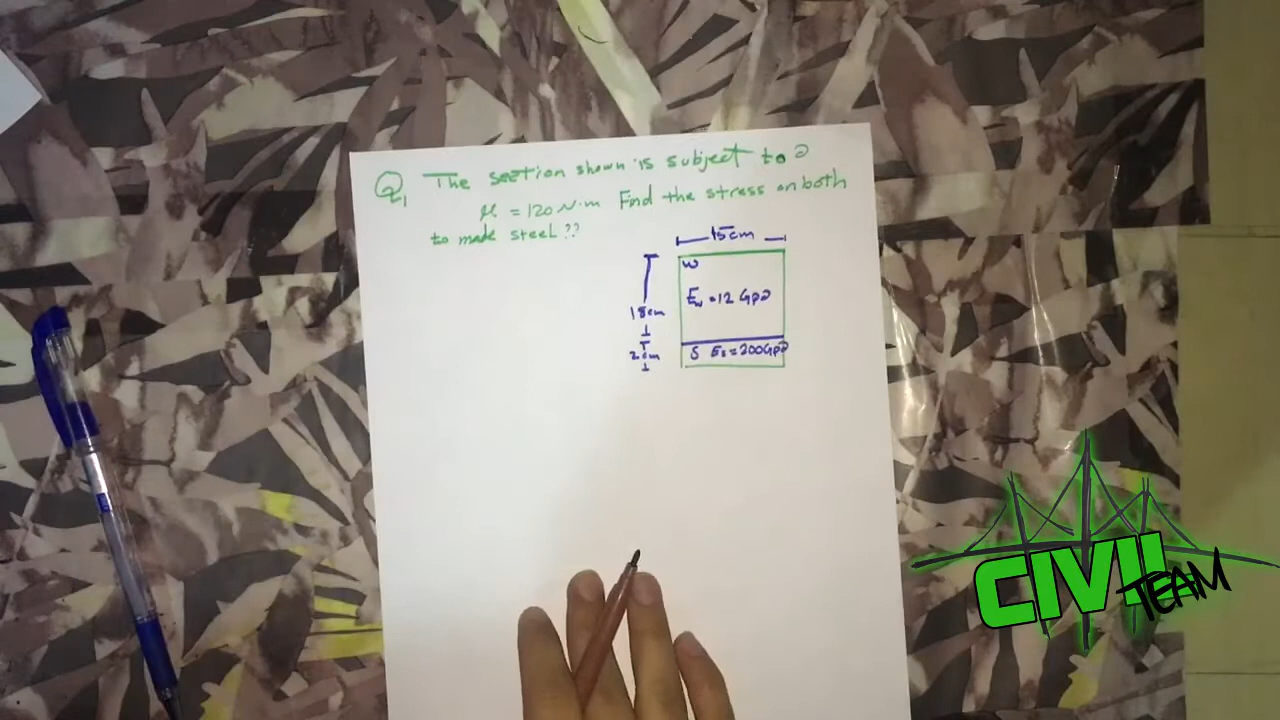 Q1 The section shown is subject to a
M = 120 N.m Find the stress on both
to made steel??
15cm
W
Ew = 12 Gpa
18cm
2cm
S Es = 200Gpa
CIVIL
TEAM